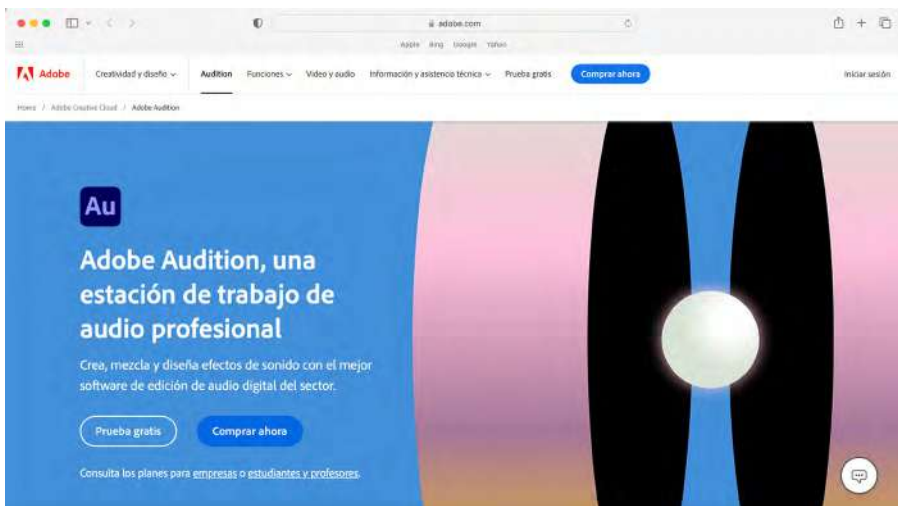 adobe.com
Apple Bing Google Yahoo
Adobe Creatividad y diseño Audition Funciones Video y audio Información y asistencia técnica Prueba gratis Comprar ahora Iniciar sesión
Home / Adobe Creative Cloud / Adobe Audition
Au
Adobe Audition, una
estación de trabajo de
audio profesional
Crea, mezcla y diseña efectos de sonido con el mejor
software de edición de audio digital del sector.
Prueba gratis Comprar ahora
Consulta los planes para empresas o estudiantes y profesores.